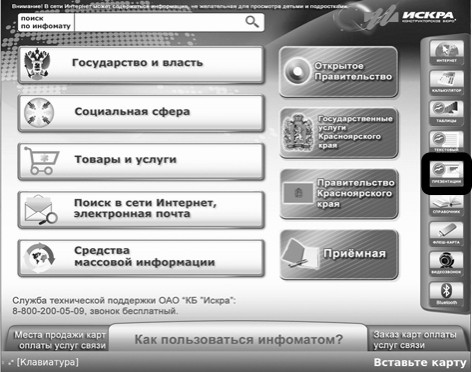 Внимание! В сети Интернет может содержаться информация, не желательная для просмотра детьми и подростками.
поиск
по инфомату
ИСКРА
КОНСТРУКТОРСКОЕ БЮРО
Государство и власть
Социальная сфера
Товары и услуги
Поиск в сети Интернет,
электронная почта
Средства
массовой информации
Открытое
Правительство
Государственные
услуги
Красноярского
края
Правительство
Красноярского
края
Приёмная
ИНТЕРНЕТ
КАЛЬКУЛЯТОР
ТАБЛИЦЫ
ТЕКСТОВЫЙ
ПРЕЗЕНТАЦИИ
СПРАВОЧНИК
ФЛЕШ-КАРТА
ВИДЕОЗВОНОК
Bluetooth
Служба технической поддержки ОАО "КБ "Искра":
8-800-200-05-09, звонок бесплатный.
Места продажи карт
оплаты услуг связи
Как пользоваться инфоматом?
Заказ карт оплаты
услуг связи
[Клавиатура]
Вставьте карту